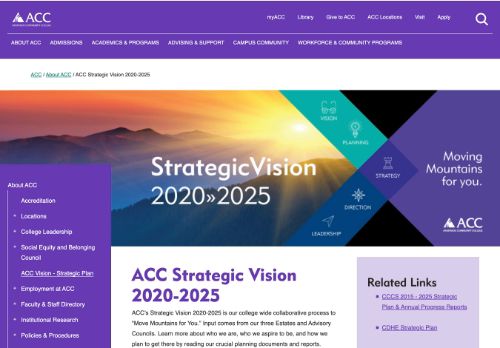 ACC
ARAPAHOE COMMUNITY COLLEGE
myACC Library Give to ACC ACC Locations Visit Apply
ABOUT ACC ADMISSIONS ACADEMICS & PROGRAMS ADVISING & SUPPORT CAMPUS COMMUNITY WORKFORCE & COMMUNITY PROGRAMS
ACC / About ACC / ACC Strategic Vision 2020-2025
StrategicVision
2020»2025
VISION
PLANNING
STRATEGY
DIRECTION
LEADERSHIP
Moving
Mountains
for you.
ACC
ARAPAHOE COMMUNITY COLLEGE
About ACC
Accreditation
Locations
College Leadership
Social Equity and Belonging
Council
ACC Vision - Strategic Plan
Employment at ACC
Faculty & Staff Directory
Institutional Research
Policies & Procedures
ACC Strategic Vision
2020-2025
ACC's Strategic Vision 2020-2025 is our college wide collaborative process to
"Move Mountains for You." Input comes from our three Estates and Advisory
Councils. Learn more about who we are, who we aspire to be, and how we
plan to get there by reading our crucial planning documents and reports.
Related Links
CCCS 2015 - 2025 Strategic
Plan & Annual Progress Reports
CDHE Strategic Plan